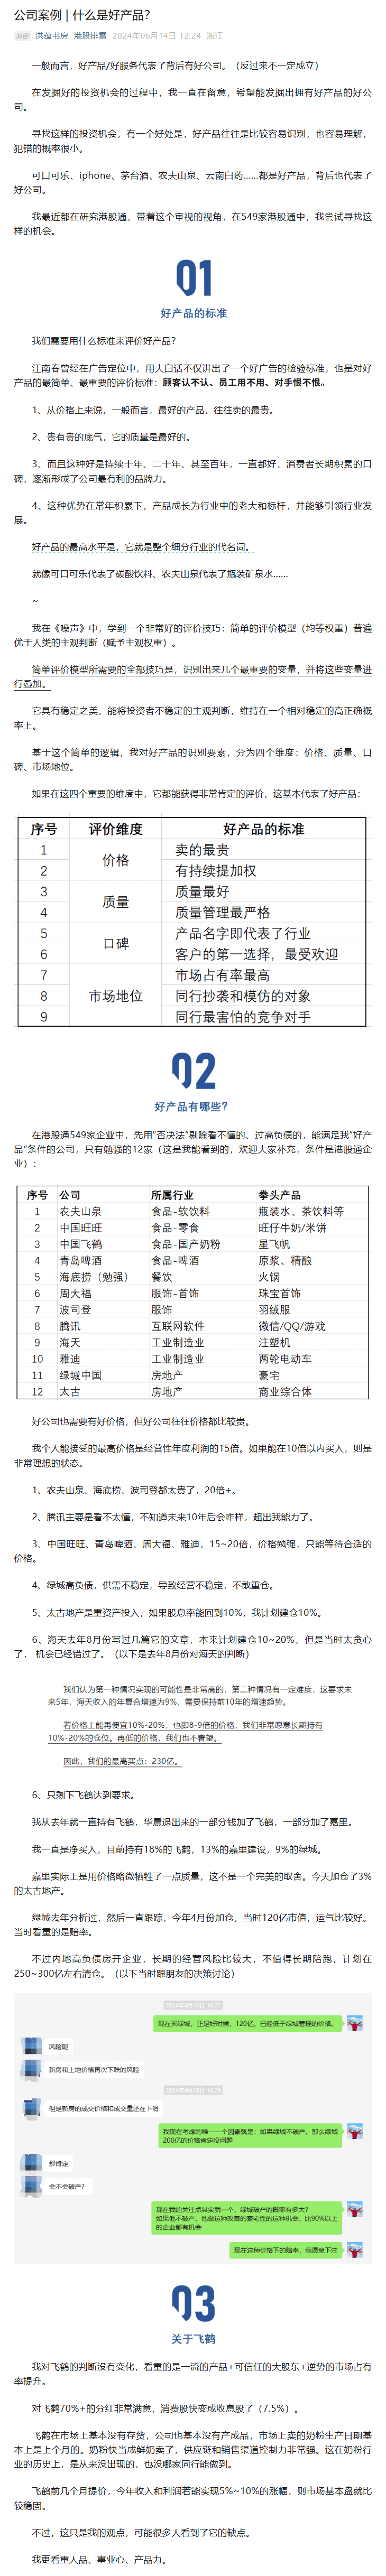 公司案例 | 什么是好产品？
原创 洪蕴书房 港股排雷 2024年06月14日 12:24 浙江
一般而言，好产品/好服务代表了背后有好公司。（反过来不一定成立）
在发掘好的投资机会的过程中，我一直在留意，希望能发掘出拥有好产品的好公
司。
寻找这样的投资机会，有一个好处是，好产品往往是比较容易识别，也容易理解，
犯错的概率很小。
可口可乐、iphone、茅台酒、农夫山泉、云南白药……都是好产品，背后也代表了
好公司。
我最近都在研究港股通，带着这个审视的视角，在549家港股通中，我尝试寻找这
样的机会。
01
好产品的标准
我们需要用什么标准来评价好产品？
江南春曾经在广告定位中，用大白话不仅讲出了一个好广告的检验标准，也是对好
产品的最简单、最重要的评价标准：顾客认不认、员工用不用、对手恨不恨。
1、从价格上来说，一般而言，最好的产品，往往卖的最贵。
2、贵有贵的底气，它的质量是最好的。
3、而且这种好是持续十年、二十年、甚至百年，一直都好，消费者长期积累的口
碑，逐渐形成了公司最有利的品牌力。
4、这种优势在常年积累下，产品成长为行业中的老大和标杆，并能够引领行业发
展。
好产品的最高水平是，它就是整个细分行业的代名词。
就像可口可乐代表了碳酸饮料、农夫山泉代表了瓶装矿泉水……
~
我在《噪声》中，学到一个非常好的评价技巧：简单的评价模型（均等权重）普遍
优于人类的主观判断（赋予主观权重）。
简单评价模型所需要的全部技巧是，识别出来几个最重要的变量，并将这些变量进
行叠加。
它具有稳定之美，能将投资者不稳定的主观判断，维持在一个相对稳定的高正确概
率上。
基于这个简单的逻辑，我对好产品的识别要素，分为四个维度：价格、质量、口
碑、市场地位。
如果在这四个重要的维度中，它都能获得非常肯定的评价，这基本代表了好产品：
序号 评价维度 好产品的标准
1 价格 卖的最贵
2 有持续提加权
3 质量 质量最好
4 质量管理最严格
5 口碑 产品名字即代表了行业
6 客户的第一选择，最受欢迎
7 市场地位 市场占有率最高
8 同行抄袭和模仿的对象
9 同行最害怕的竞争对手
02
好产品有哪些？
在港股通549家企业中，先用“否决法”剔除看不懂的、过高负债的，能满足我“好产
品”条件的公司，只有勉强的12家（这是我能看到的，欢迎大家补充，条件是港股通企
业）：
序号 公司 所属行业 拳头产品
1 农夫山泉 食品-软饮料 瓶装水、茶饮料等
2 中国旺旺 食品-零食 旺仔牛奶/米饼
3 中国飞鹤 食品-国产奶粉 星飞帆
4 青岛啤酒 食品-啤酒 原浆、精酿
5 海底捞（勉强） 餐饮 火锅
6 周大福 服饰-首饰 珠宝首饰
7 波司登 服饰 羽绒服
8 腾讯 互联网软件 微信/QQ/游戏
9 海天 工业制造业 注塑机
10 雅迪 工业制造业 两轮电动车
11 绿城中国 房地产 豪宅
12 太古 房地产 商业综合体
好公司也需要有好价格，但好公司往往价格都比较贵。
我个人能接受的最高价格是经营性年度利润的15倍。如果能在10倍以内买入，则是
非常理想的状态。
1、农夫山泉、海底捞、波司登都太贵了，20倍+。
2、腾讯主要是看不太懂，不知道未来10年后会咋样，超出我能力了。
3、中国旺旺、青岛啤酒、周大福、雅迪，15~20倍，价格勉强，只能等待合适的
价格。
4、绿城高负债，供需不稳定，导致经营不稳定，不敢重仓。
5、太古地产是重资产投入，如果股息率能回到10%，我计划建仓10%。
6、海天去年8月份写过几篇它的文章，本来计划建仓10~20%，但是当时太贪心
了， 机会已经错过了。（以下是去年8月份对海天的判断）
我们认为第一种情况实现的可能性是非常高的，第二种情况有一定难度，这要求未
来5年，海天收入的年复合增速为9%，需要保持前10年的增速趋势。
若价格上能再便宜10%-20%，也即8-9倍的价格，我们非常愿意长期持有
10%-20%的仓位。再低的价格，我们也不奢望。
因此，我们的最高买点：230亿。
6、只剩下飞鹤达到要求。
我从去年就一直持有飞鹤，华晨退出来的一部分钱加了飞鹤，一部分加了嘉里。
我一直是净买入，目前持有18%的飞鹤，13%的嘉里建设，9%的绿城。
嘉里实际上是用价格略微牺牲了一点质量，这不是一个完美的取舍。今天加仓了3%
的太古地产。
绿城去年分析过，然后一直跟踪，今年4月份加仓，当时120亿市值，运气比较好。
当时看重的是赔率。
不过内地高负债房开企业，长期的经营风险比较大，不值得长期陪跑，计划在
250~300亿左右清仓。（以下当时跟朋友的决策讨论）
现在买绿城，正是好时候，120亿，已经低于绿城管理的价格。
风险呢
新房和土地价格再次下跌的风险
但是新房的成交价格和成交量还在下滑
我现在考虑的唯一一个因素就是：如果绿城不破产，那么绿城
200亿的价格肯定没问题
那肯定
会不会破产？
现在我的关注点其实就一个，绿城破产的概率有多大？
如果他不破产，他做这种改善的豪宅性的这种机会。比90%以上
的企业都有机会
现在这种价格下的赔率，我愿意下注
03
关于飞鹤
我对飞鹤的判断没有变化，看重的是一流的产品+可信任的大股东+逆势的市场占有
率提升。
对飞鹤70%+的分红非常满意，消费股快变成收息股了（7.5%）。
飞鹤在市场上基本没有存货，公司也基本没有产成品，市场上卖的奶粉生产日期基
本上是上个月的。奶粉快当成鲜奶卖了，供应链和销售渠道控制力非常强。这在奶粉行
业的历史上，是从来没出现的，也没哪家同行能做到。
飞鹤前几个月提价，今年收入和利润若能实现5%~10%的涨幅，则市场基本盘就比
较稳固。
不过，这只是我的观点，可能很多人看到了它的缺点。
我更看重人品、事业心、产品力。